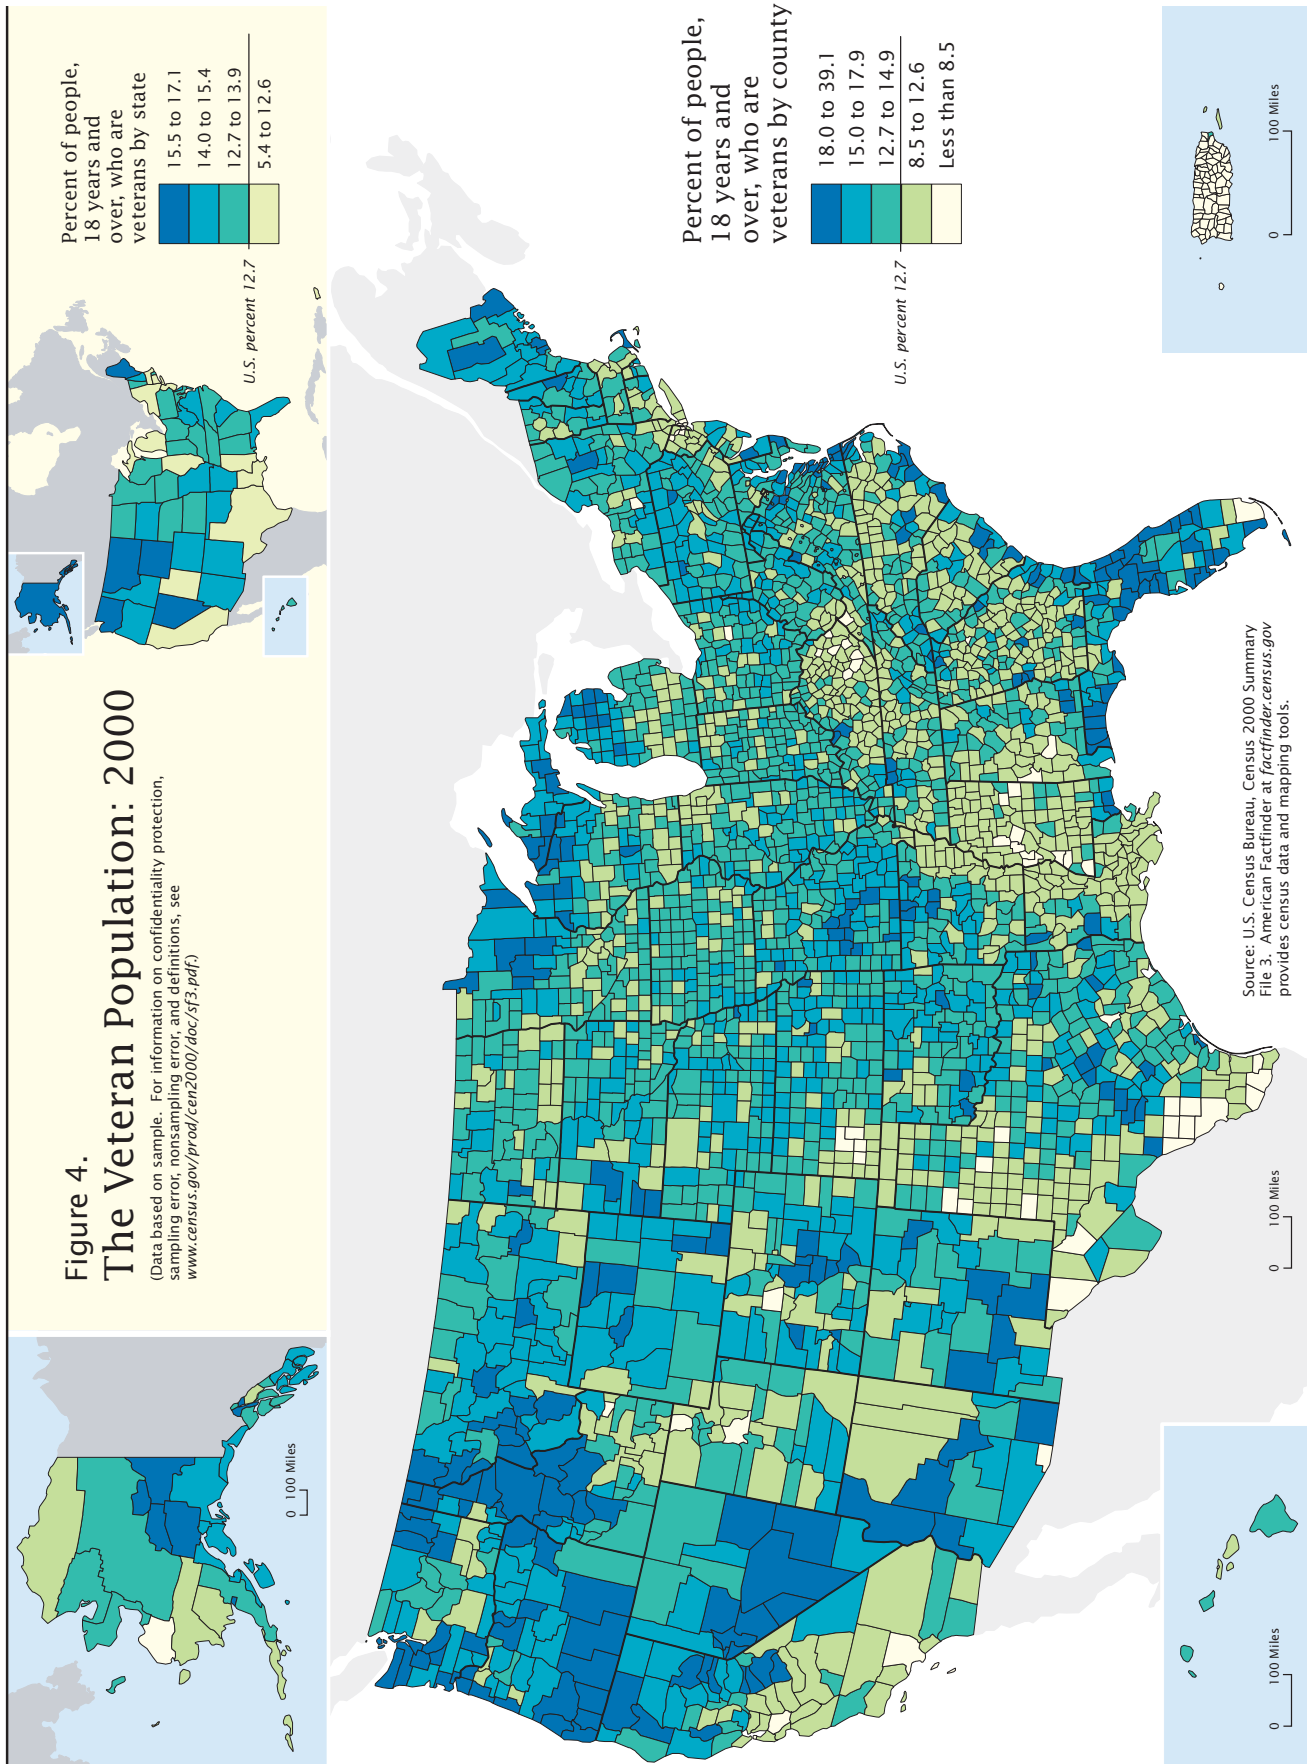 Figure 4.
The Veteran Population: 2000
(Data based on sample. For information on confidentiality protection,
sampling error, nonsampling error, and definitions, see
www.census.gov/prod/cen2000/doc/sf3.pdf)
Percent of people,
18 years and
over, who are
veterans by state
15.5 to 17.1
14.0 to 15.4
12.7 to 13.9
5.4 to 12.6
U.S. percent 12.7
Percent of people,
18 years and
over, who are
veterans by county
18.0 to 39.1
15.0 to 17.9
12.7 to 14.9
8.5 to 12.6
Less than 8.5
U.S. percent 12.7
0 100 Miles
0 100 Miles
0 100 Miles
0 100 Miles
Source: U.S. Census Bureau, Census 2000 Summary
File 3. American Factfinder at factfinder.census.gov
provides census data and mapping tools.